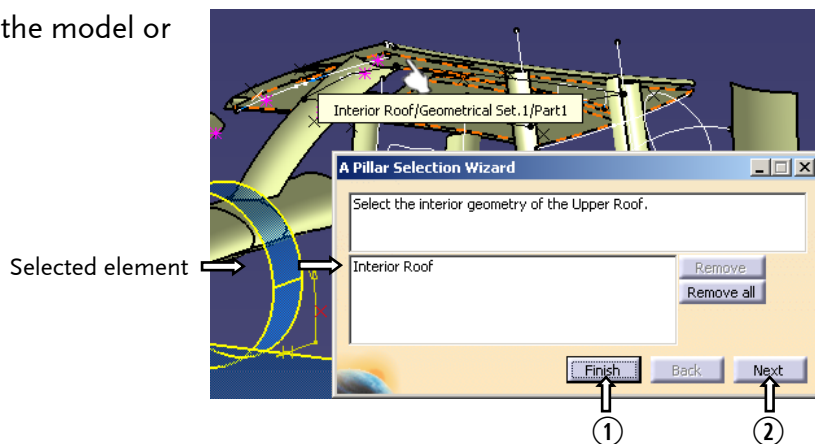 the model or
Interior Roof/Geometrical Set.1/Part1
A Pillar Selection Wizard
Select the interior geometry of the Upper Roof.
Selected element
Interior Roof
Remove
Remove all
Finish
Back
Next
1
2